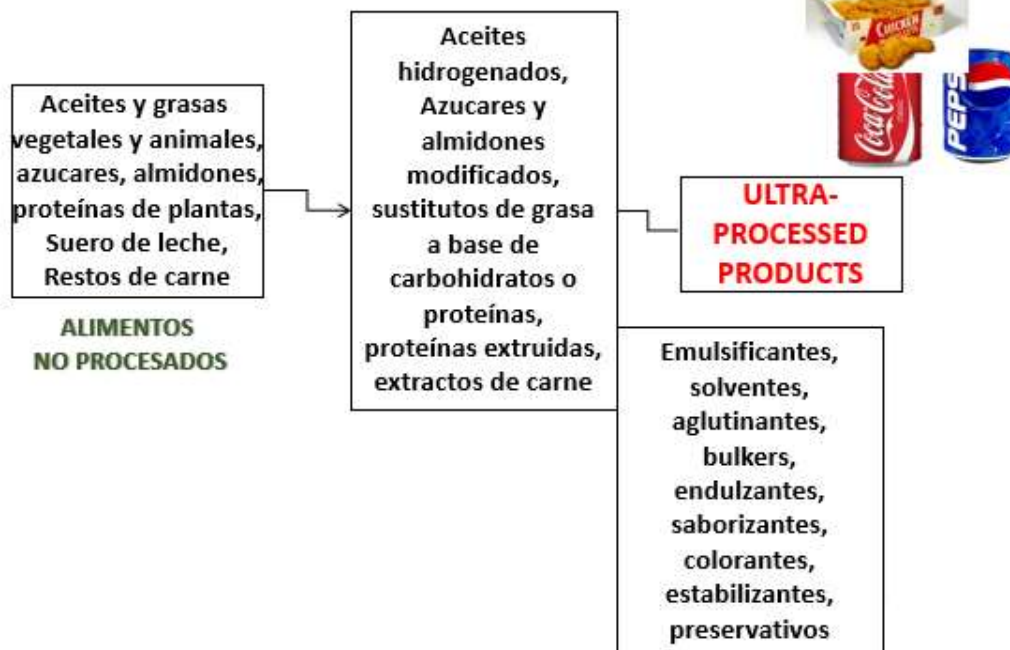 Aceites y grasas
vegetales y animales,
azucares, almidones,
proteínas de plantas,
Suero de leche,
Restos de carne
ALIMENTOS
NO PROCESADOS
Aceites
hidrogenados,
Azucares y
almidones
modificados,
sustitutos de grasa
a base de
carbohidratos o
proteínas,
proteínas extruidas,
extractos de carne
CHICKEN
Coca-Cola
PEPS
ULTRA-
PROCESSED
PRODUCTS
Emulsificantes,
solventes,
aglutinantes,
bulkers,
endulzantes,
saborizantes,
colorantes,
estabilizantes,
preservativos